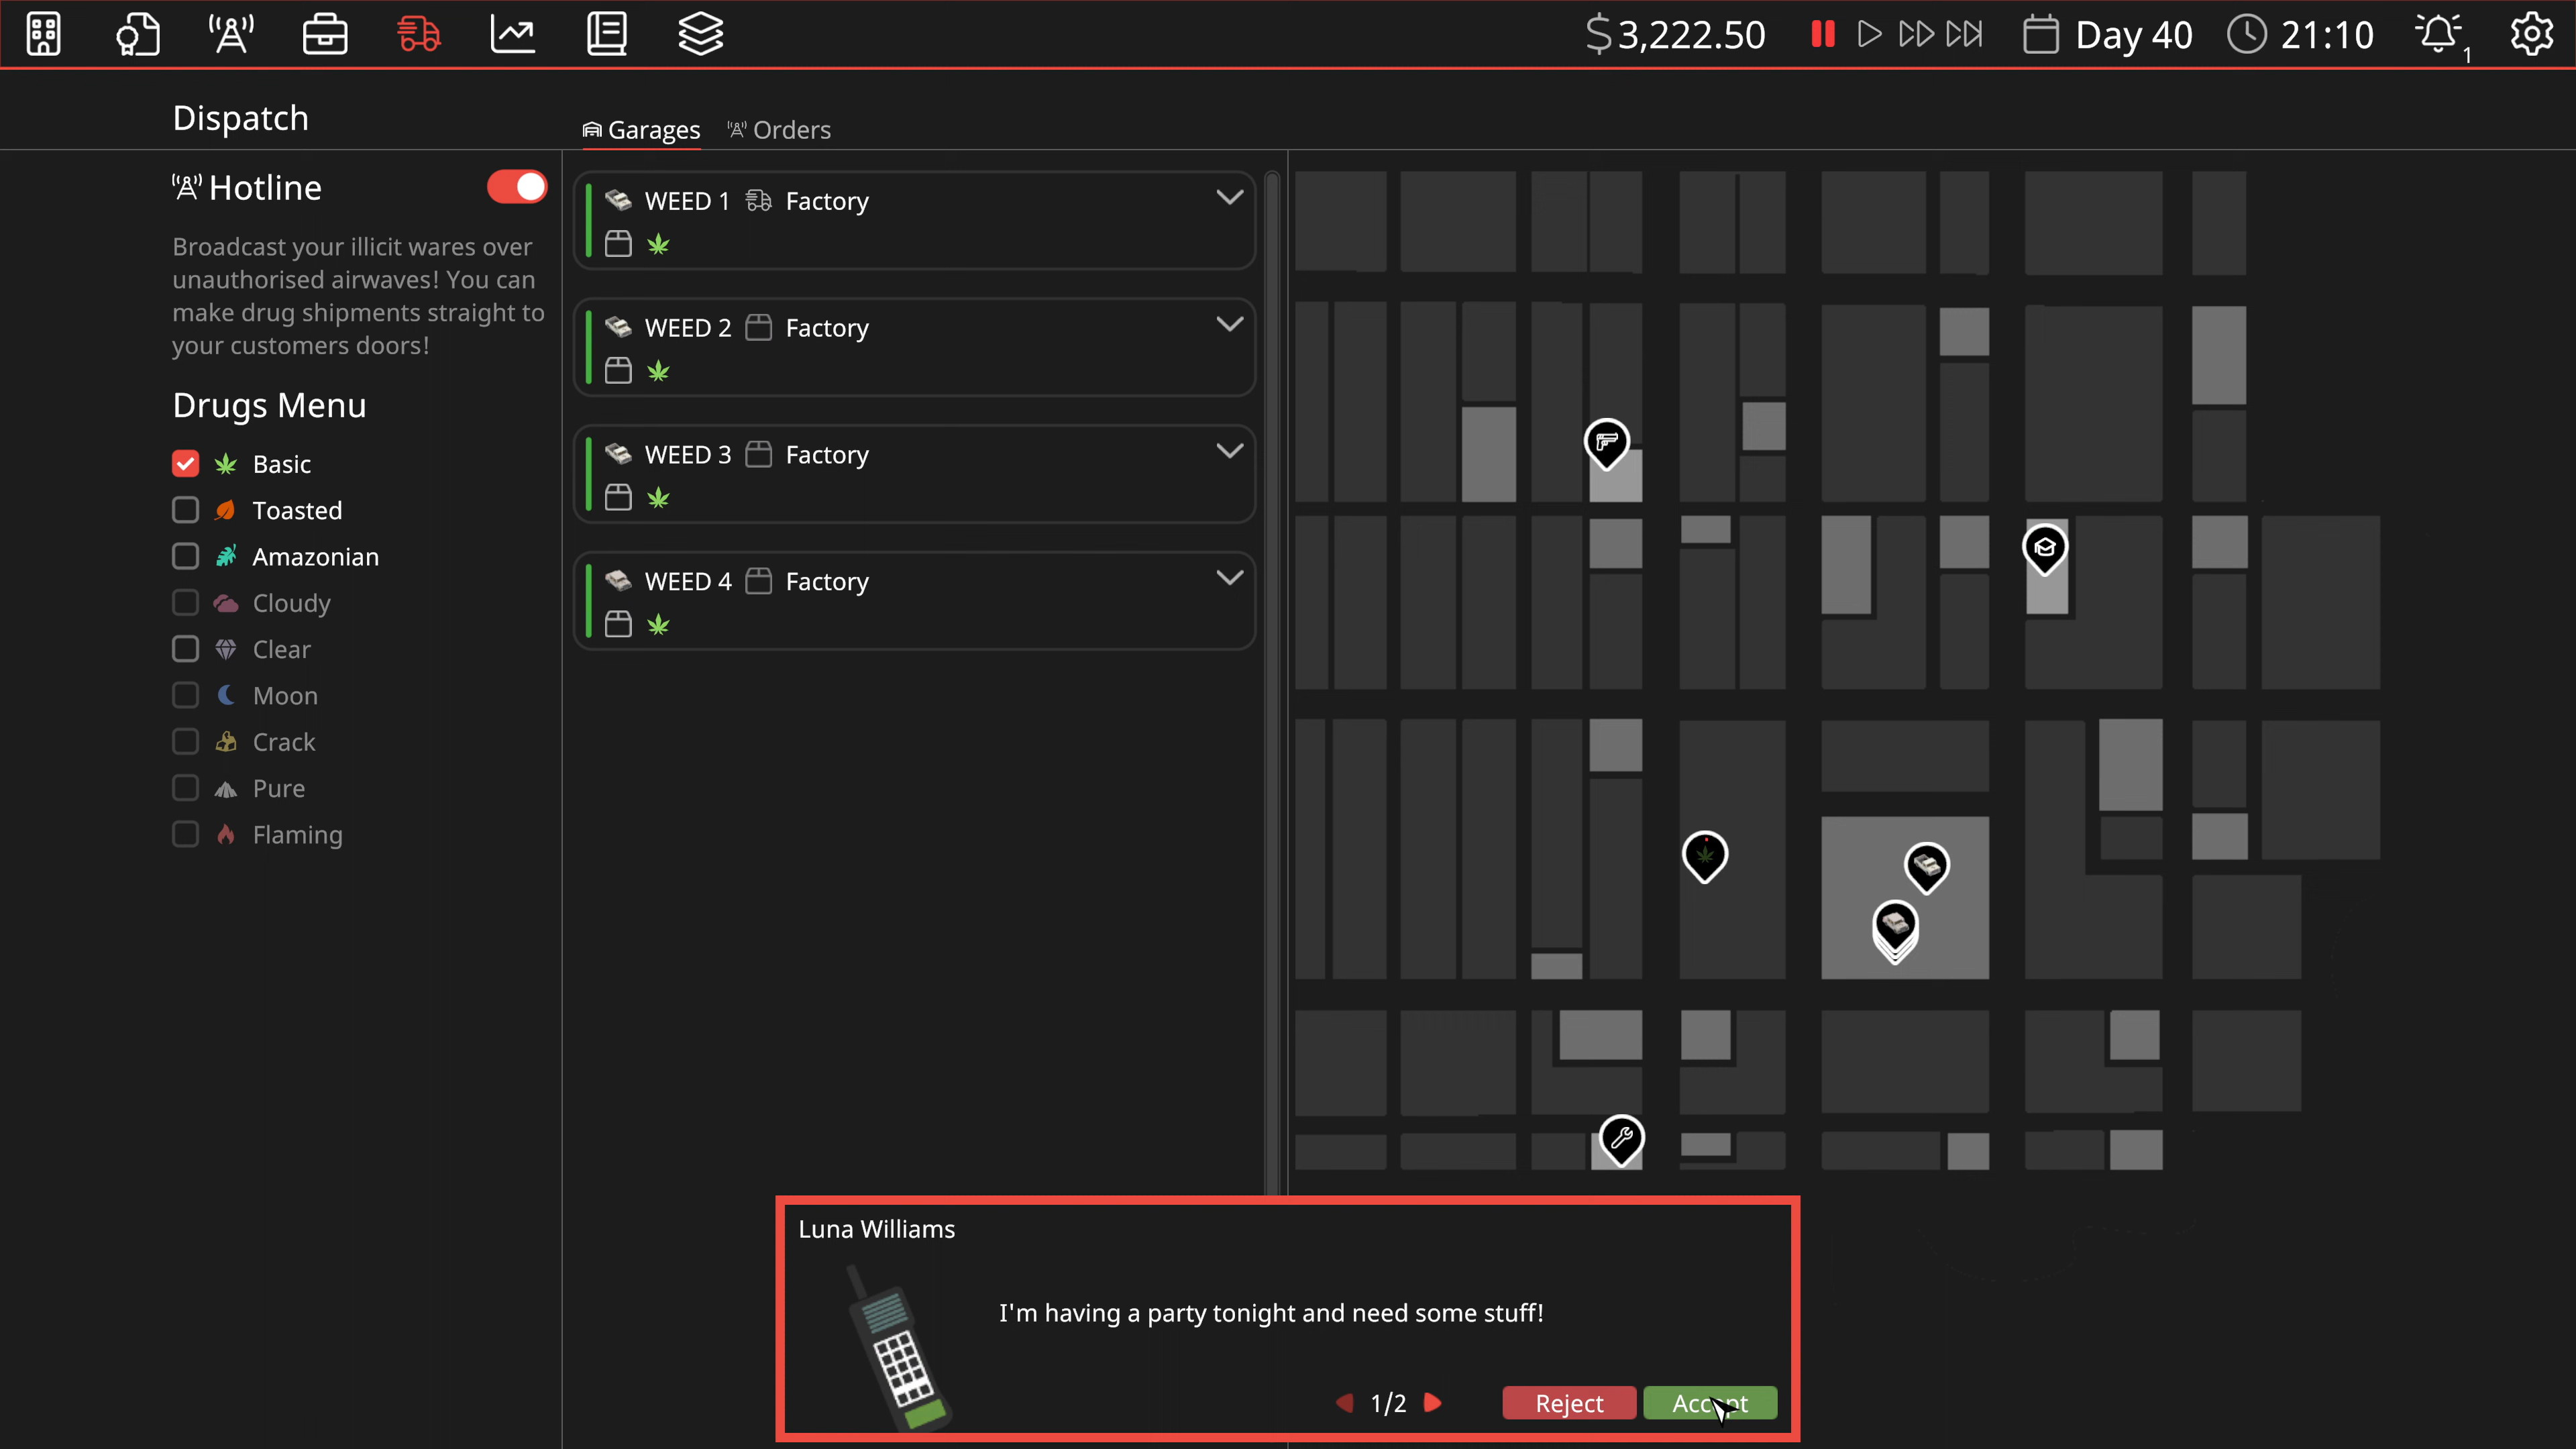 $3,222.50
Day 40
21:10
1
Dispatch
Garages
Orders
Hotline
Broadcast your illicit wares over
unauthorised airwaves! You can
make drug shipments straight to
your customers doors!
Drugs Menu
Basic
Toasted
Amazonian
Cloudy
Clear
Moon
Crack
Pure
Flaming
WEED 1 Factory
WEED 2 Factory
WEED 3 Factory
WEED 4 Factory
Luna Williams
I'm having a party tonight and need some stuff!
1/2
Reject
Accept